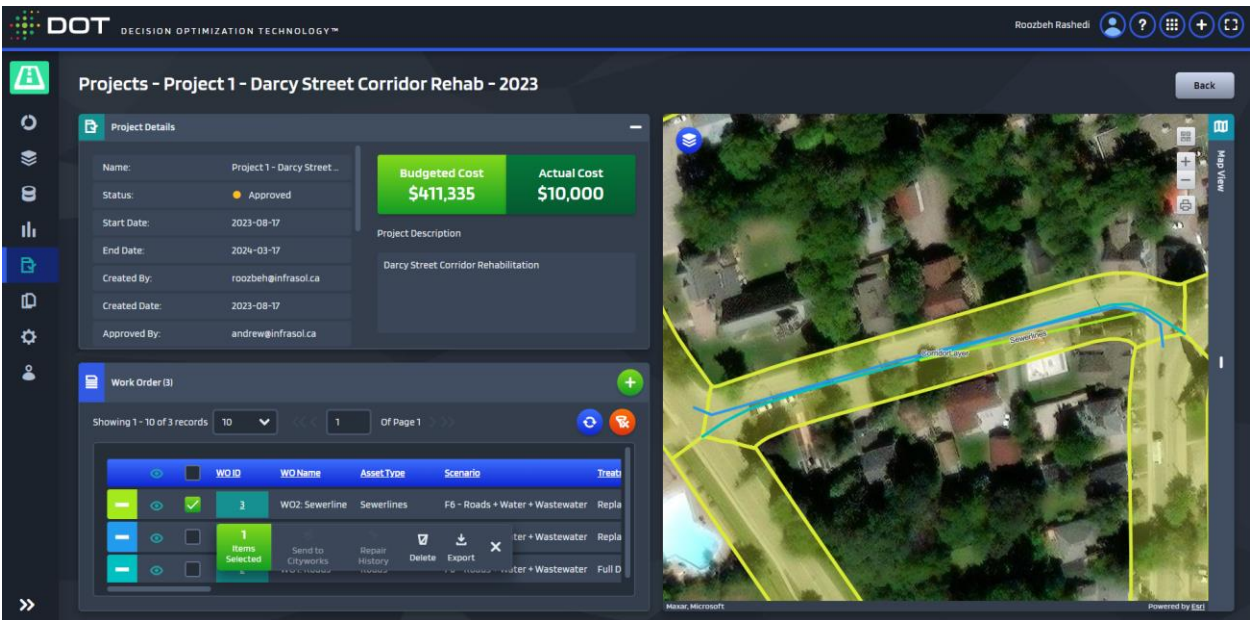 DOT DECISION OPTIMIZATION TECHNOLOGY™
Roozbeh Rashedi
?
Projects - Project 1 - Darcy Street Corridor Rehab - 2023
Back
Project Details
Name: Project 1 - Darcy Street ..
Status: Approved
Start Date: 2023-08-17
End Date: 2024-03-17
Created By: roozbeh@infrasol.ca
Created Date: 2023-08-17
Approved By: andrew@infrasol.ca
Budgeted Cost
$411,335
Actual Cost
$10,000
Project Description
Darcy Street Corridor Rehabilitation
Work Order (3)
Showing 1 - 10 of 3 records 10 <<< 1 Of Page 1 >>>
WO ID WO Name Asset Type Scenario Treat
3 WO2: Sewerline Sewerlines F6 - Roads + Water + Wastewater Repla
ter + Wastewater Repla
Wastewater Full D
1
Items
Selected
Send to
Cityworks
Repair
History
Delete
Export
Map View
Sewerlines
Maxar, Microsoft
Powered by Esri